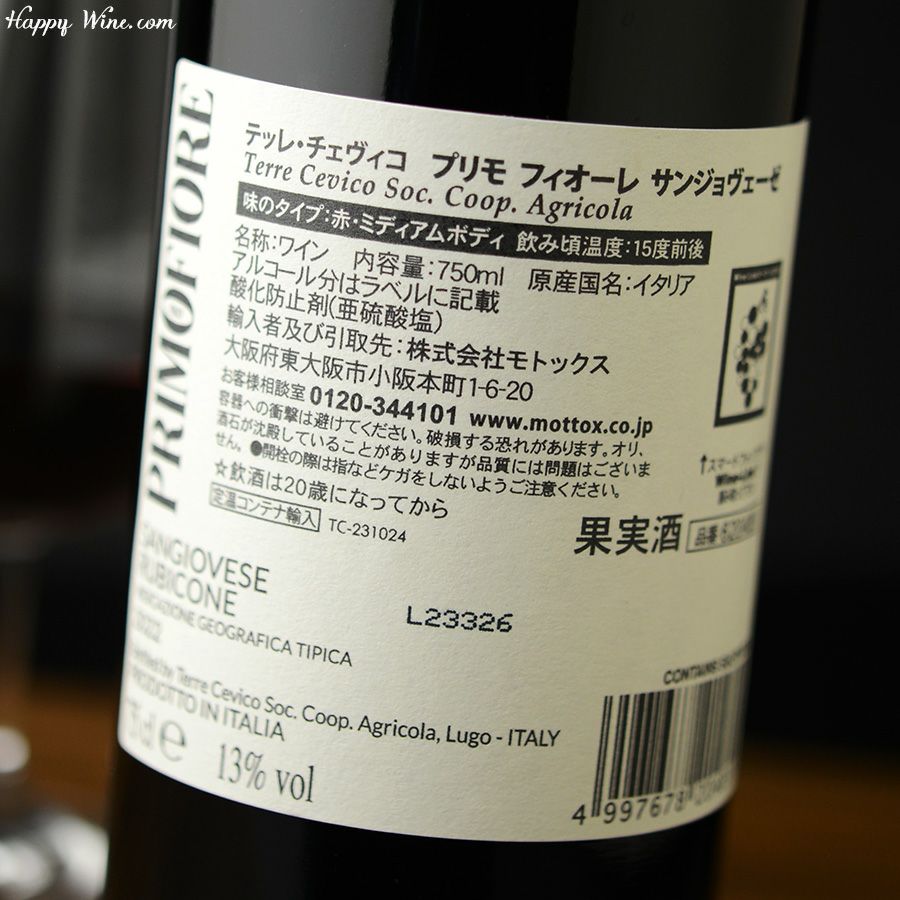 Happy Wine.com
PRIMOFIORE
テッレ・チェヴィコ プリモ フィオーレ サンジョヴェーゼ
Terre Cevico Soc. Coop. Agricola
味のタイプ:赤・ミディアムボディ 飲み頃温度:15度前後
名称:ワイン 内容量:750ml 原産国名:イタリア
アルコール分はラベルに記載
酸化防止剤(亜硫酸塩)
輸入者及び引取先:株式会社モトックス
大阪府東大阪市小阪本町1-6-20
お客様相談室 0120-344101 www.mottox.co.jp
容器への衝撃は避けてください。破損する恐れがあります。オリ、
酒石が沈殿していることがありますが品質には問題はございま
せん。●開栓の際は指などケガをしないようご注意ください。
☆飲酒は20歳になってから
定温コンテナ輸入 TC-231024
果実酒 品番
SANGIOVESE
RUBICONE
GEOGRAFICA TIPICA
L23326
by Terre Cevico Soc. Coop. Agricola, Lugo - ITALY
PRODOTTO IN ITALIA
e
13% vol
CONTAINS
4 997678